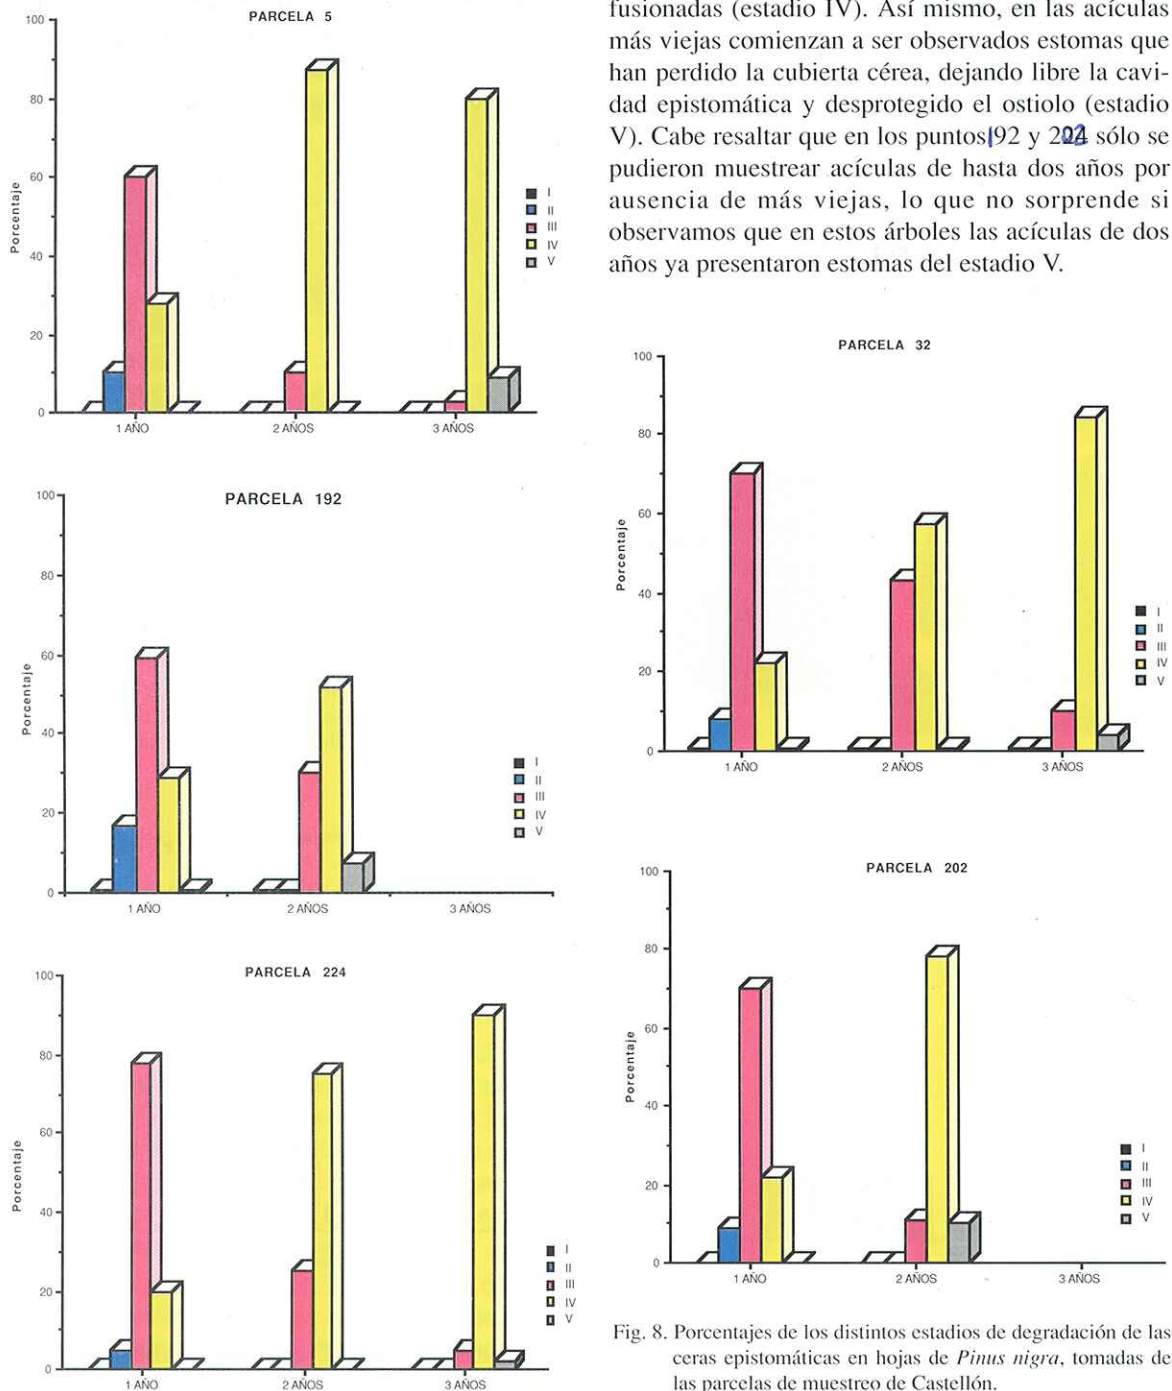 fusionadas (estadio IV). Así mismo, en las acículas
más viejas comienzan a ser observados estomas que
han perdido la cubierta cérea, dejando libre la cavi-
dad epistomática y desprotegido el ostiolo (estadio
V). Cabe resaltar que en los puntos 192 y 202 sólo se
pudieron muestrear acículas de hasta dos años por
ausencia de más viejas, lo que no sorprende si
observamos que en estos árboles las acículas de dos
años ya presentaron estomas del estadio V.
PARCELA 5
100
80
60
40
20
0
Porcentaje
1 AÑO
2 AÑOS
3 AÑOS
I
II
III
IV
V
PARCELA 32
100
80
60
40
20
0
Porcentaje
1 AÑO
2 AÑOS
3 AÑOS
I
II
III
IV
V
PARCELA 192
100
80
60
40
20
0
Porcentaje
1 AÑO
2 AÑOS
3 AÑOS
I
II
III
IV
V
PARCELA 202
100
80
60
40
20
0
Porcentaje
1 AÑO
2 AÑOS
3 AÑOS
I
II
III
IV
V
PARCELA 224
100
80
60
40
20
0
Porcentaje
1 AÑO
2 AÑOS
3 AÑOS
I
II
III
IV
V
Fig. 8. Porcentajes de los distintos estadios de degradación de las
ceras epistomáticas en hojas de Pinus nigra, tomadas de
las parcelas de muestreo de Castellón.